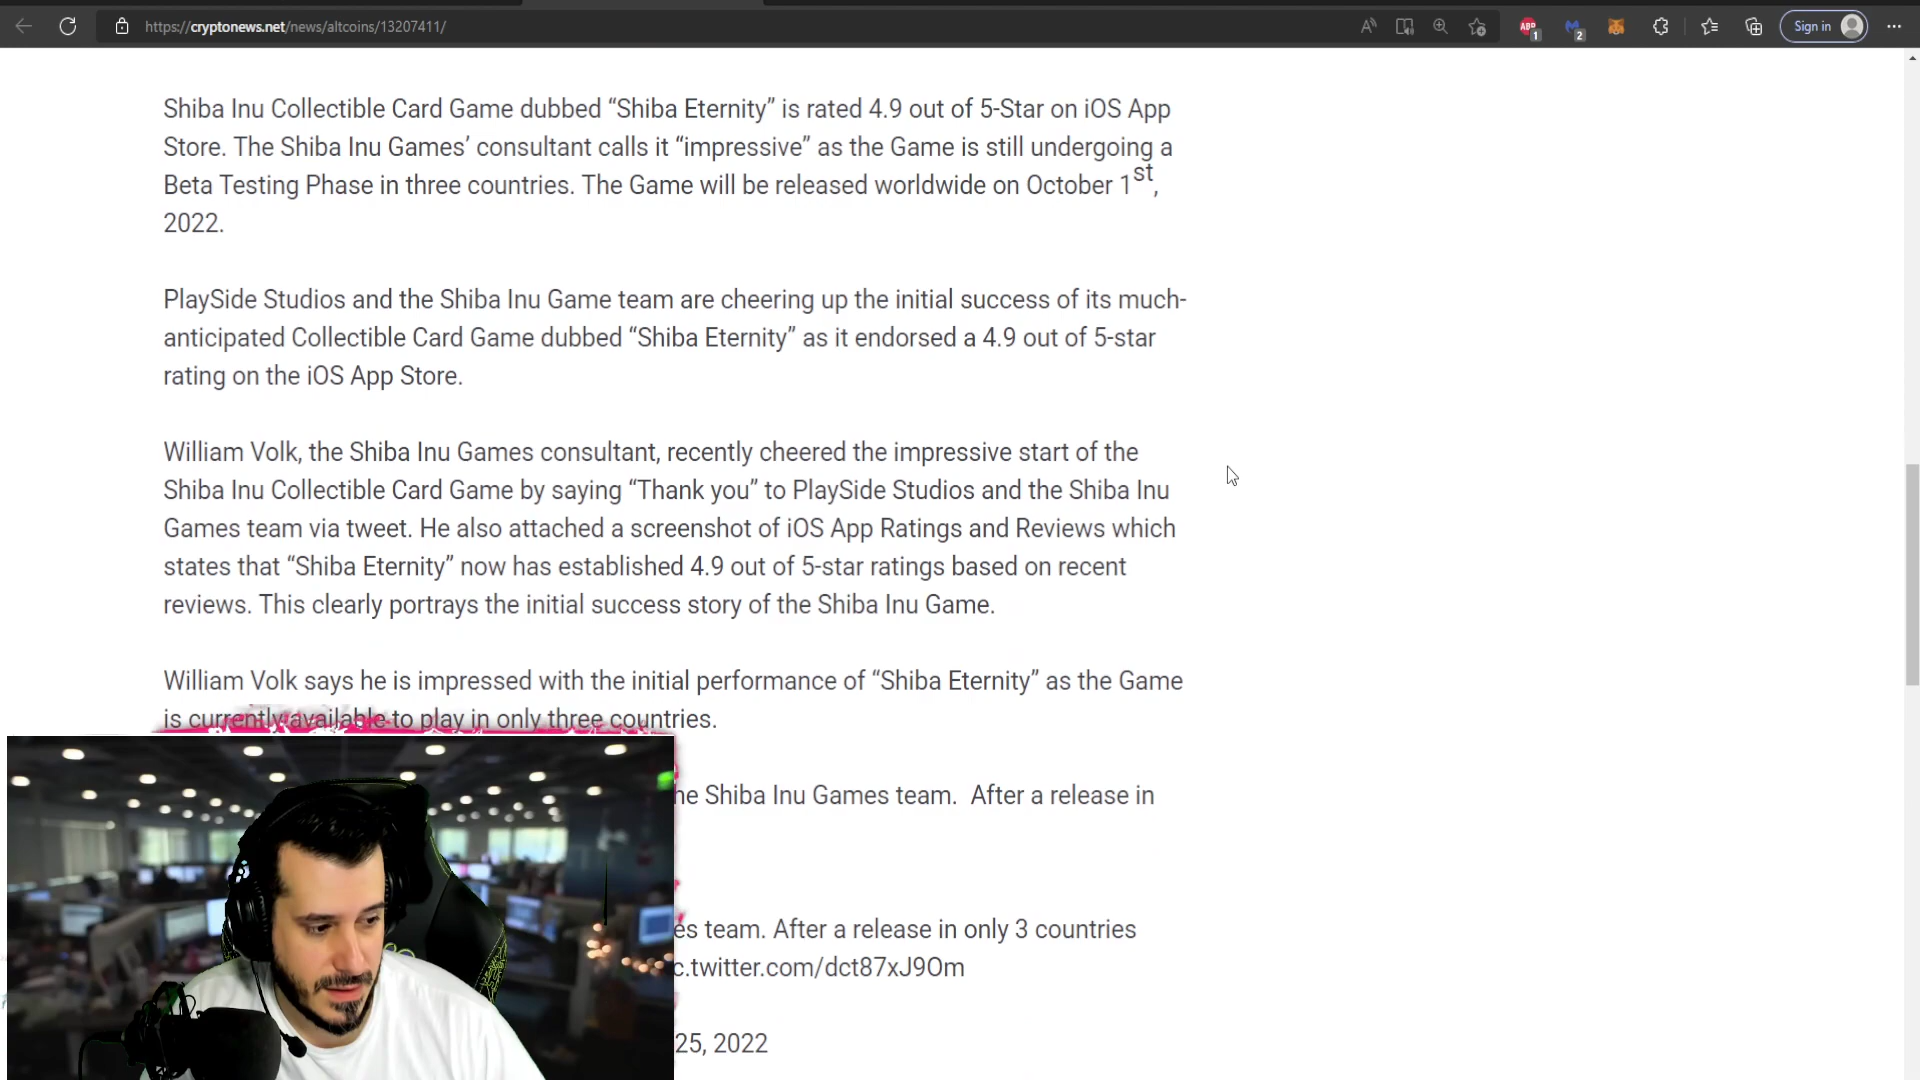 https://cryptonews.net/news/altcoins/13207411/
ABP
1
2
Sign in
Shiba Inu Collectible Card Game dubbed “Shiba Eternity” is rated 4.9 out of 5-Star on iOS App
Store. The Shiba Inu Games’ consultant calls it “impressive” as the Game is still undergoing a
Beta Testing Phase in three countries. The Game will be released worldwide on October 1st,
2022.
PlaySide Studios and the Shiba Inu Game team are cheering up the initial success of its much-
anticipated Collectible Card Game dubbed “Shiba Eternity” as it endorsed a 4.9 out of 5-star
rating on the iOS App Store.
William Volk, the Shiba Inu Games consultant, recently cheered the impressive start of the
Shiba Inu Collectible Card Game by saying “Thank you” to PlaySide Studios and the Shiba Inu
Games team via tweet. He also attached a screenshot of iOS App Ratings and Reviews which
states that “Shiba Eternity” now has established 4.9 out of 5-star ratings based on recent
reviews. This clearly portrays the initial success story of the Shiba Inu Game.
William Volk says he is impressed with the initial performance of “Shiba Eternity” as the Game
is currently available to play in only three countries.
he Shiba Inu Games team. After a release in
es team. After a release in only 3 countries
c.twitter.com/dct87xJ9Om
25, 2022